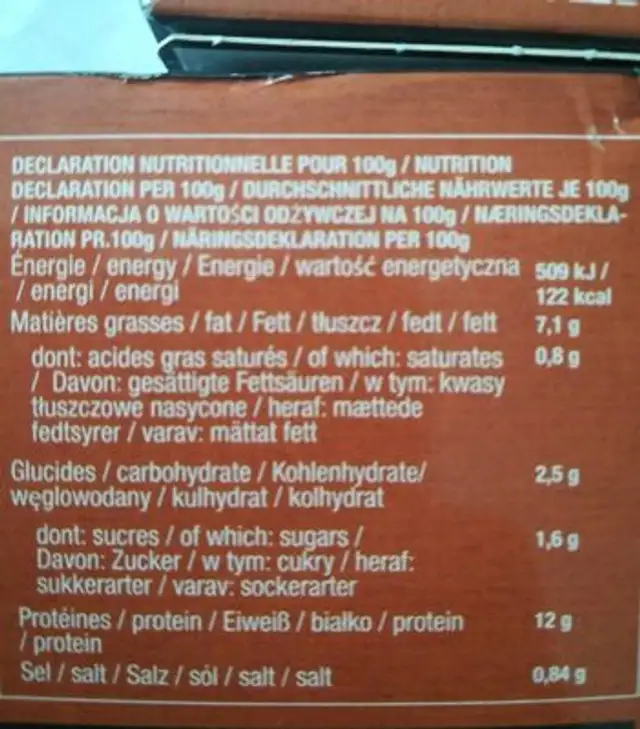 DECLARATION NUTRITIONNELLE POUR 100g / NUTRITION
DECLARATION PER 100g / DURCHSCHNITTLICHE NÄHRWERTE JE 100g
/ INFORMACJA O WARTOŚCI ODŻYWCZEJ NA 100g / NÆRINGSDEKLA-
RATION PR.100g / NÄRINGSDEKLARATION PER 100g
Énergie / energy / Energie / wartość energetyczna 509 kJ /
/ energi / energi 122 kcal
Matières grasses / fat / Fett / tłuszcz / fedt / fett 7,1 g
dont: acides gras saturés / of which: saturates 0,8 g
/ Davon: gesättigte Fettsäuren / w tym: kwasy
tłuszczowe nasycone / heraf: mættede
fedtsyrer / varav: mättat fett
Glucides / carbohydrate / Kohlenhydrate/ 2,5 g
węglowodany / kulhydrat / kolhydrat
dont: sucres / of which: sugars / 1,6 g
Davon: Zucker / w tym: cukry / heraf:
sukkerarter / varav: sockerarter
Protéines / protein / Eiweiß / białko / protein 12 g
/ protein
Sel / salt / Salz / sól / salt / salt 0,84 g